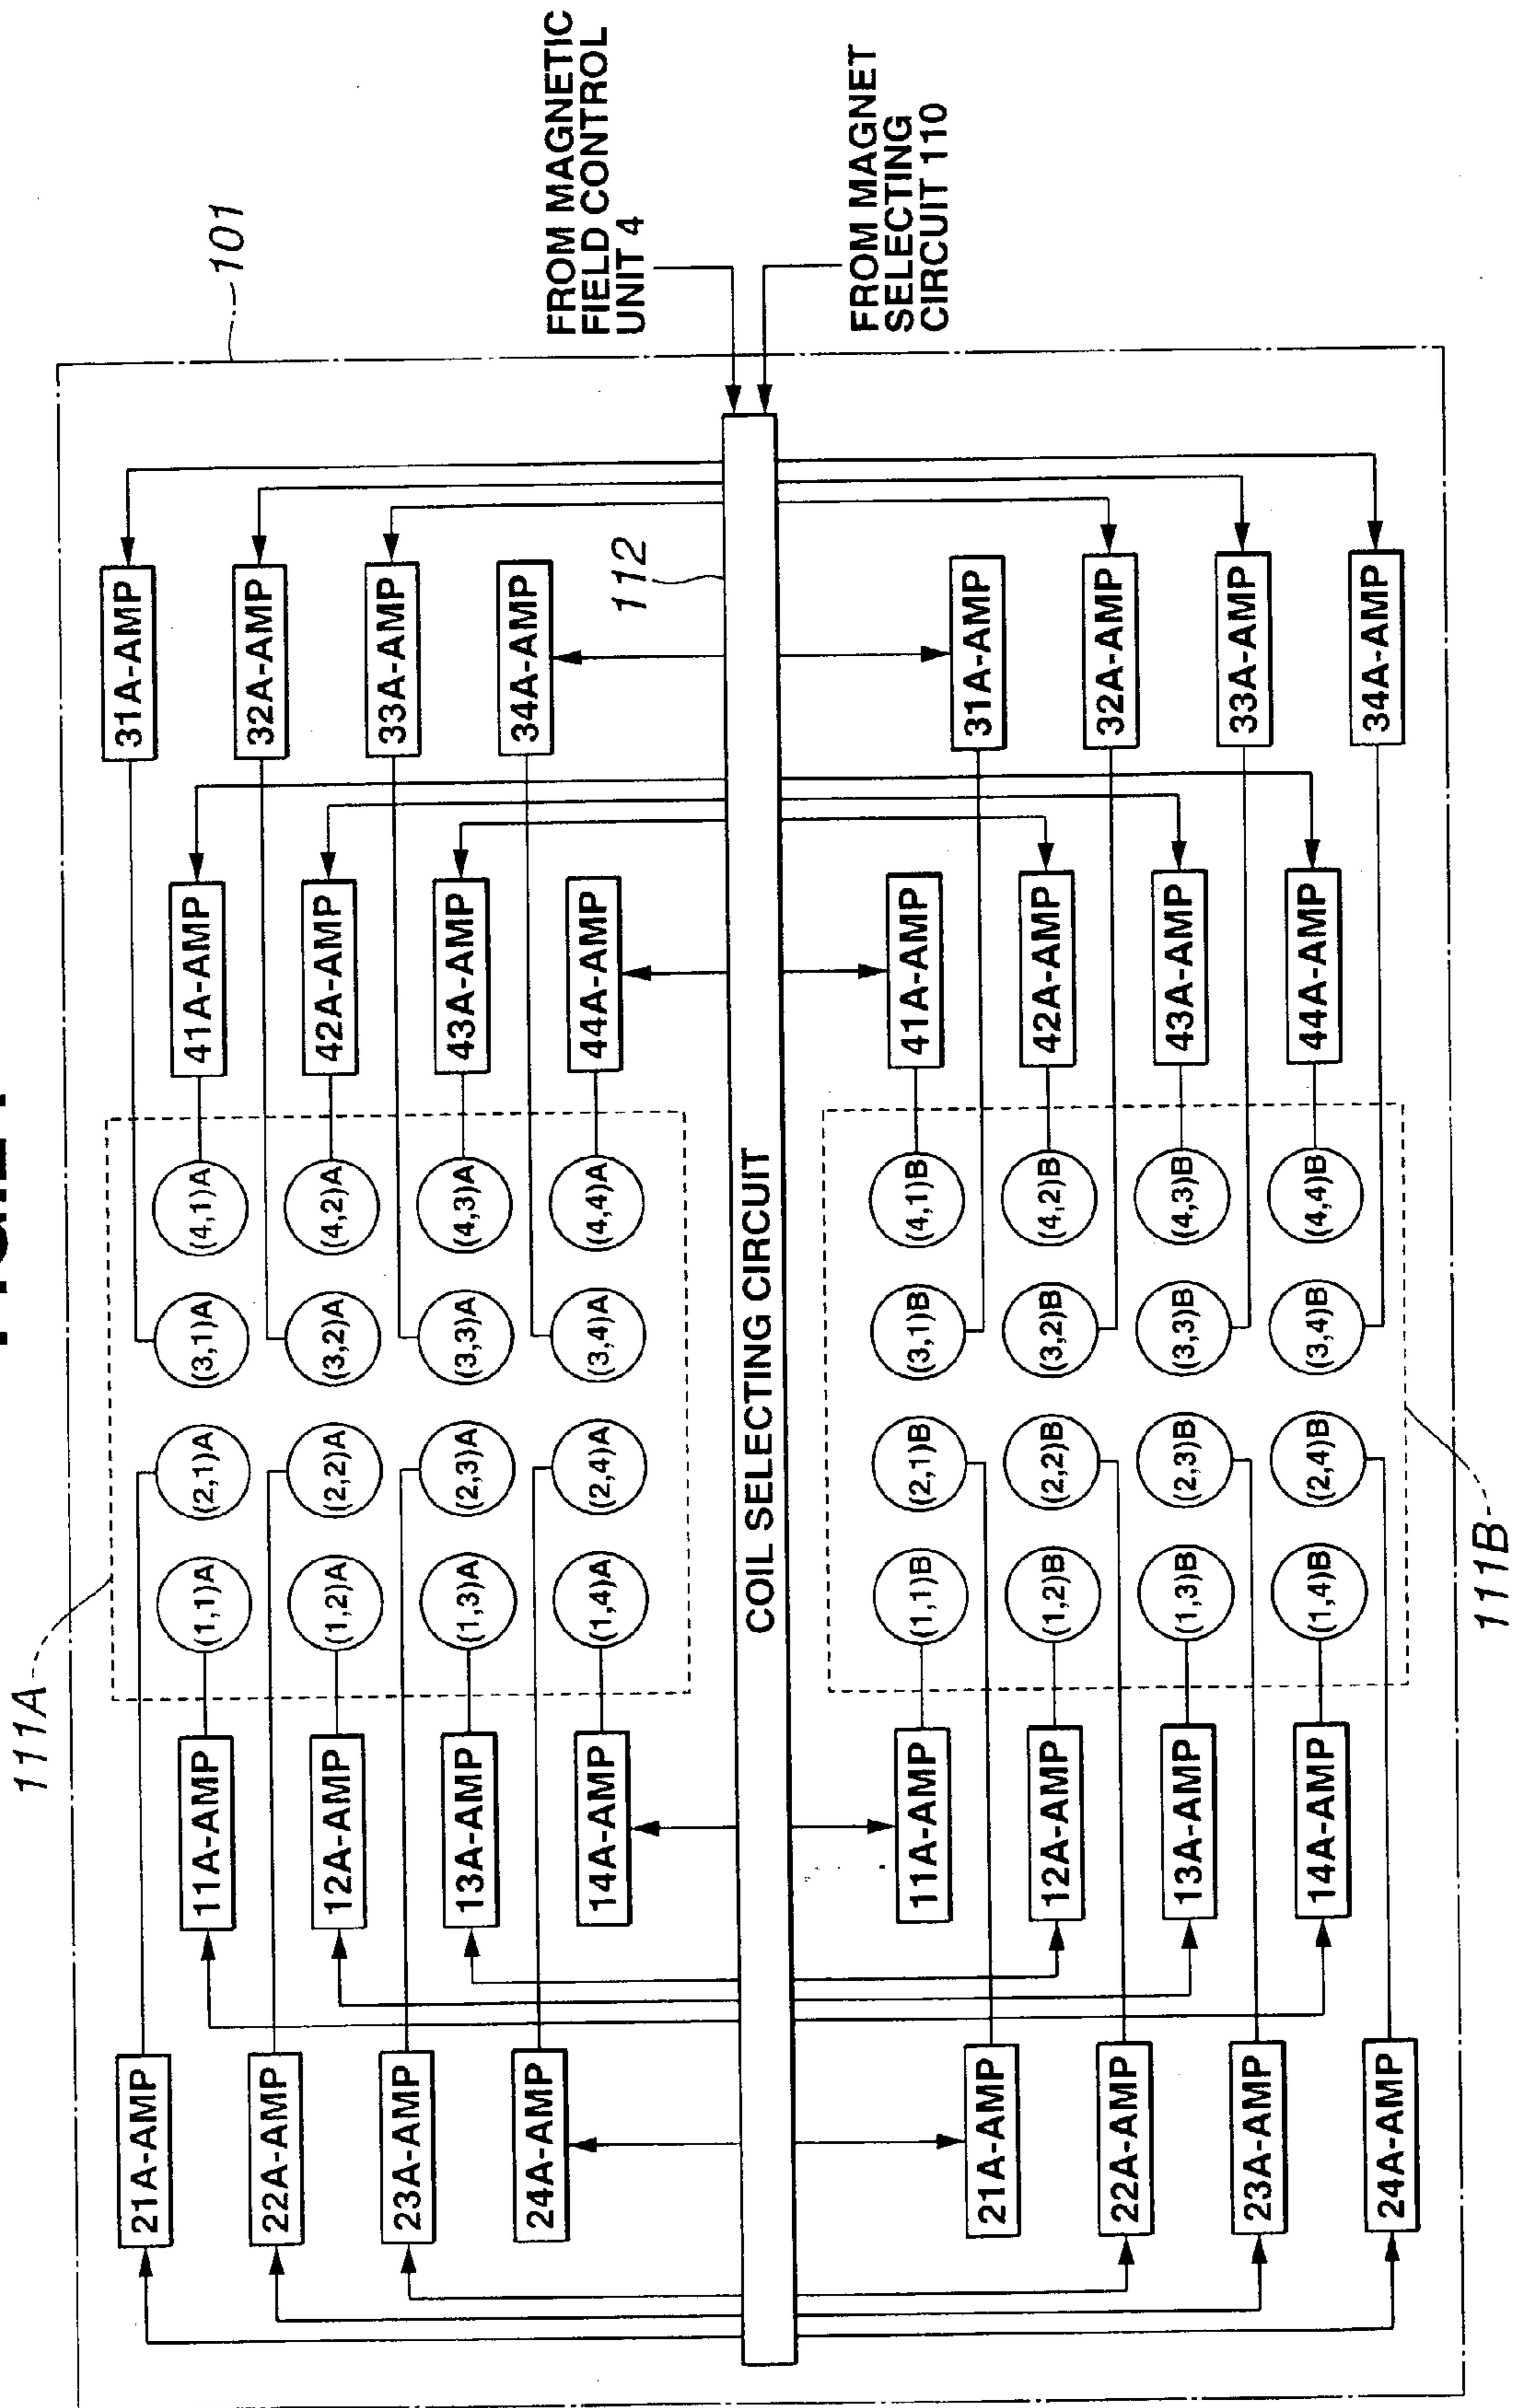 111A
101
FROM MAGNETIC
FIELD CONTROL
UNIT 4
FROM MAGNET
SELECTING
CIRCUIT 110
21A-AMP
11A-AMP
(1,1)A
(2,1)A
(3,1)A
(4,1)A
41A-AMP
31A-AMP
22A-AMP
12A-AMP
(1,2)A
(2,2)A
(3,2)A
(4,2)A
42A-AMP
32A-AMP
23A-AMP
13A-AMP
(1,3)A
(2,3)A
(3,3)A
(4,3)A
43A-AMP
33A-AMP
24A-AMP
14A-AMP
(1,4)A
(2,4)A
(3,4)A
(4,4)A
44A-AMP
34A-AMP
112
COIL SELECTING CIRCUIT
21A-AMP
11A-AMP
(1,1)B
(2,1)B
(3,1)B
(4,1)B
41A-AMP
31A-AMP
22A-AMP
12A-AMP
(1,2)B
(2,2)B
(3,2)B
(4,2)B
42A-AMP
32A-AMP
23A-AMP
13A-AMP
(1,3)B
(2,3)B
(3,3)B
(4,3)B
43A-AMP
33A-AMP
24A-AMP
14A-AMP
(1,4)B
(2,4)B
(3,4)B
(4,4)B
44A-AMP
34A-AMP
111B